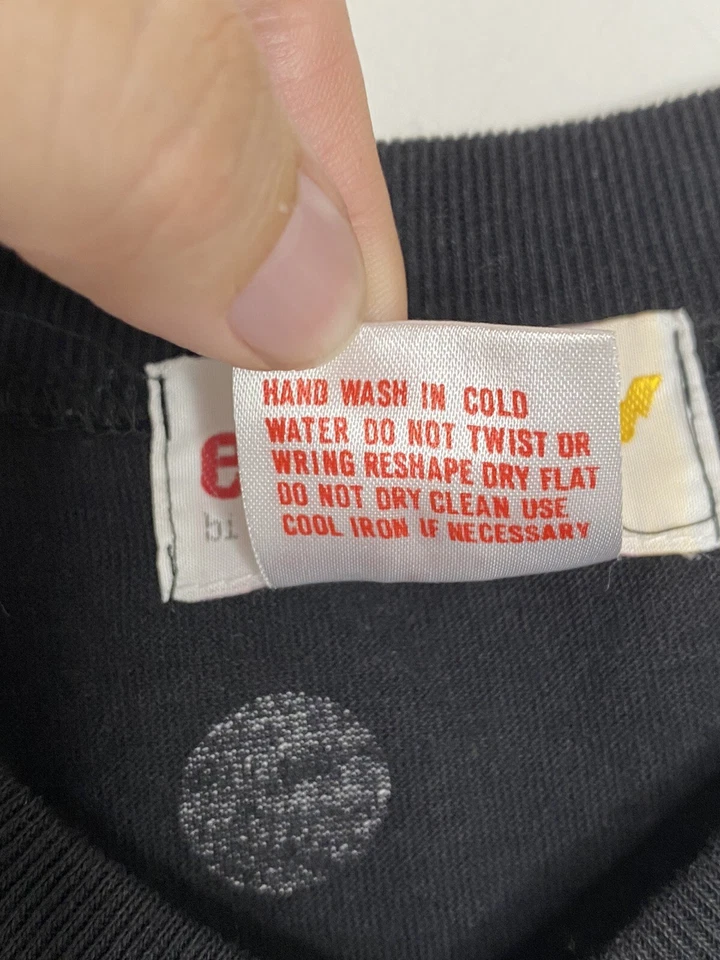 HAND WASH IN COLD
WATER DO NOT TWIST OR
WRING RESHAPE DRY FLAT
DO NOT DRY CLEAN USE
COOL IRON IF NECESSARY
e
bi